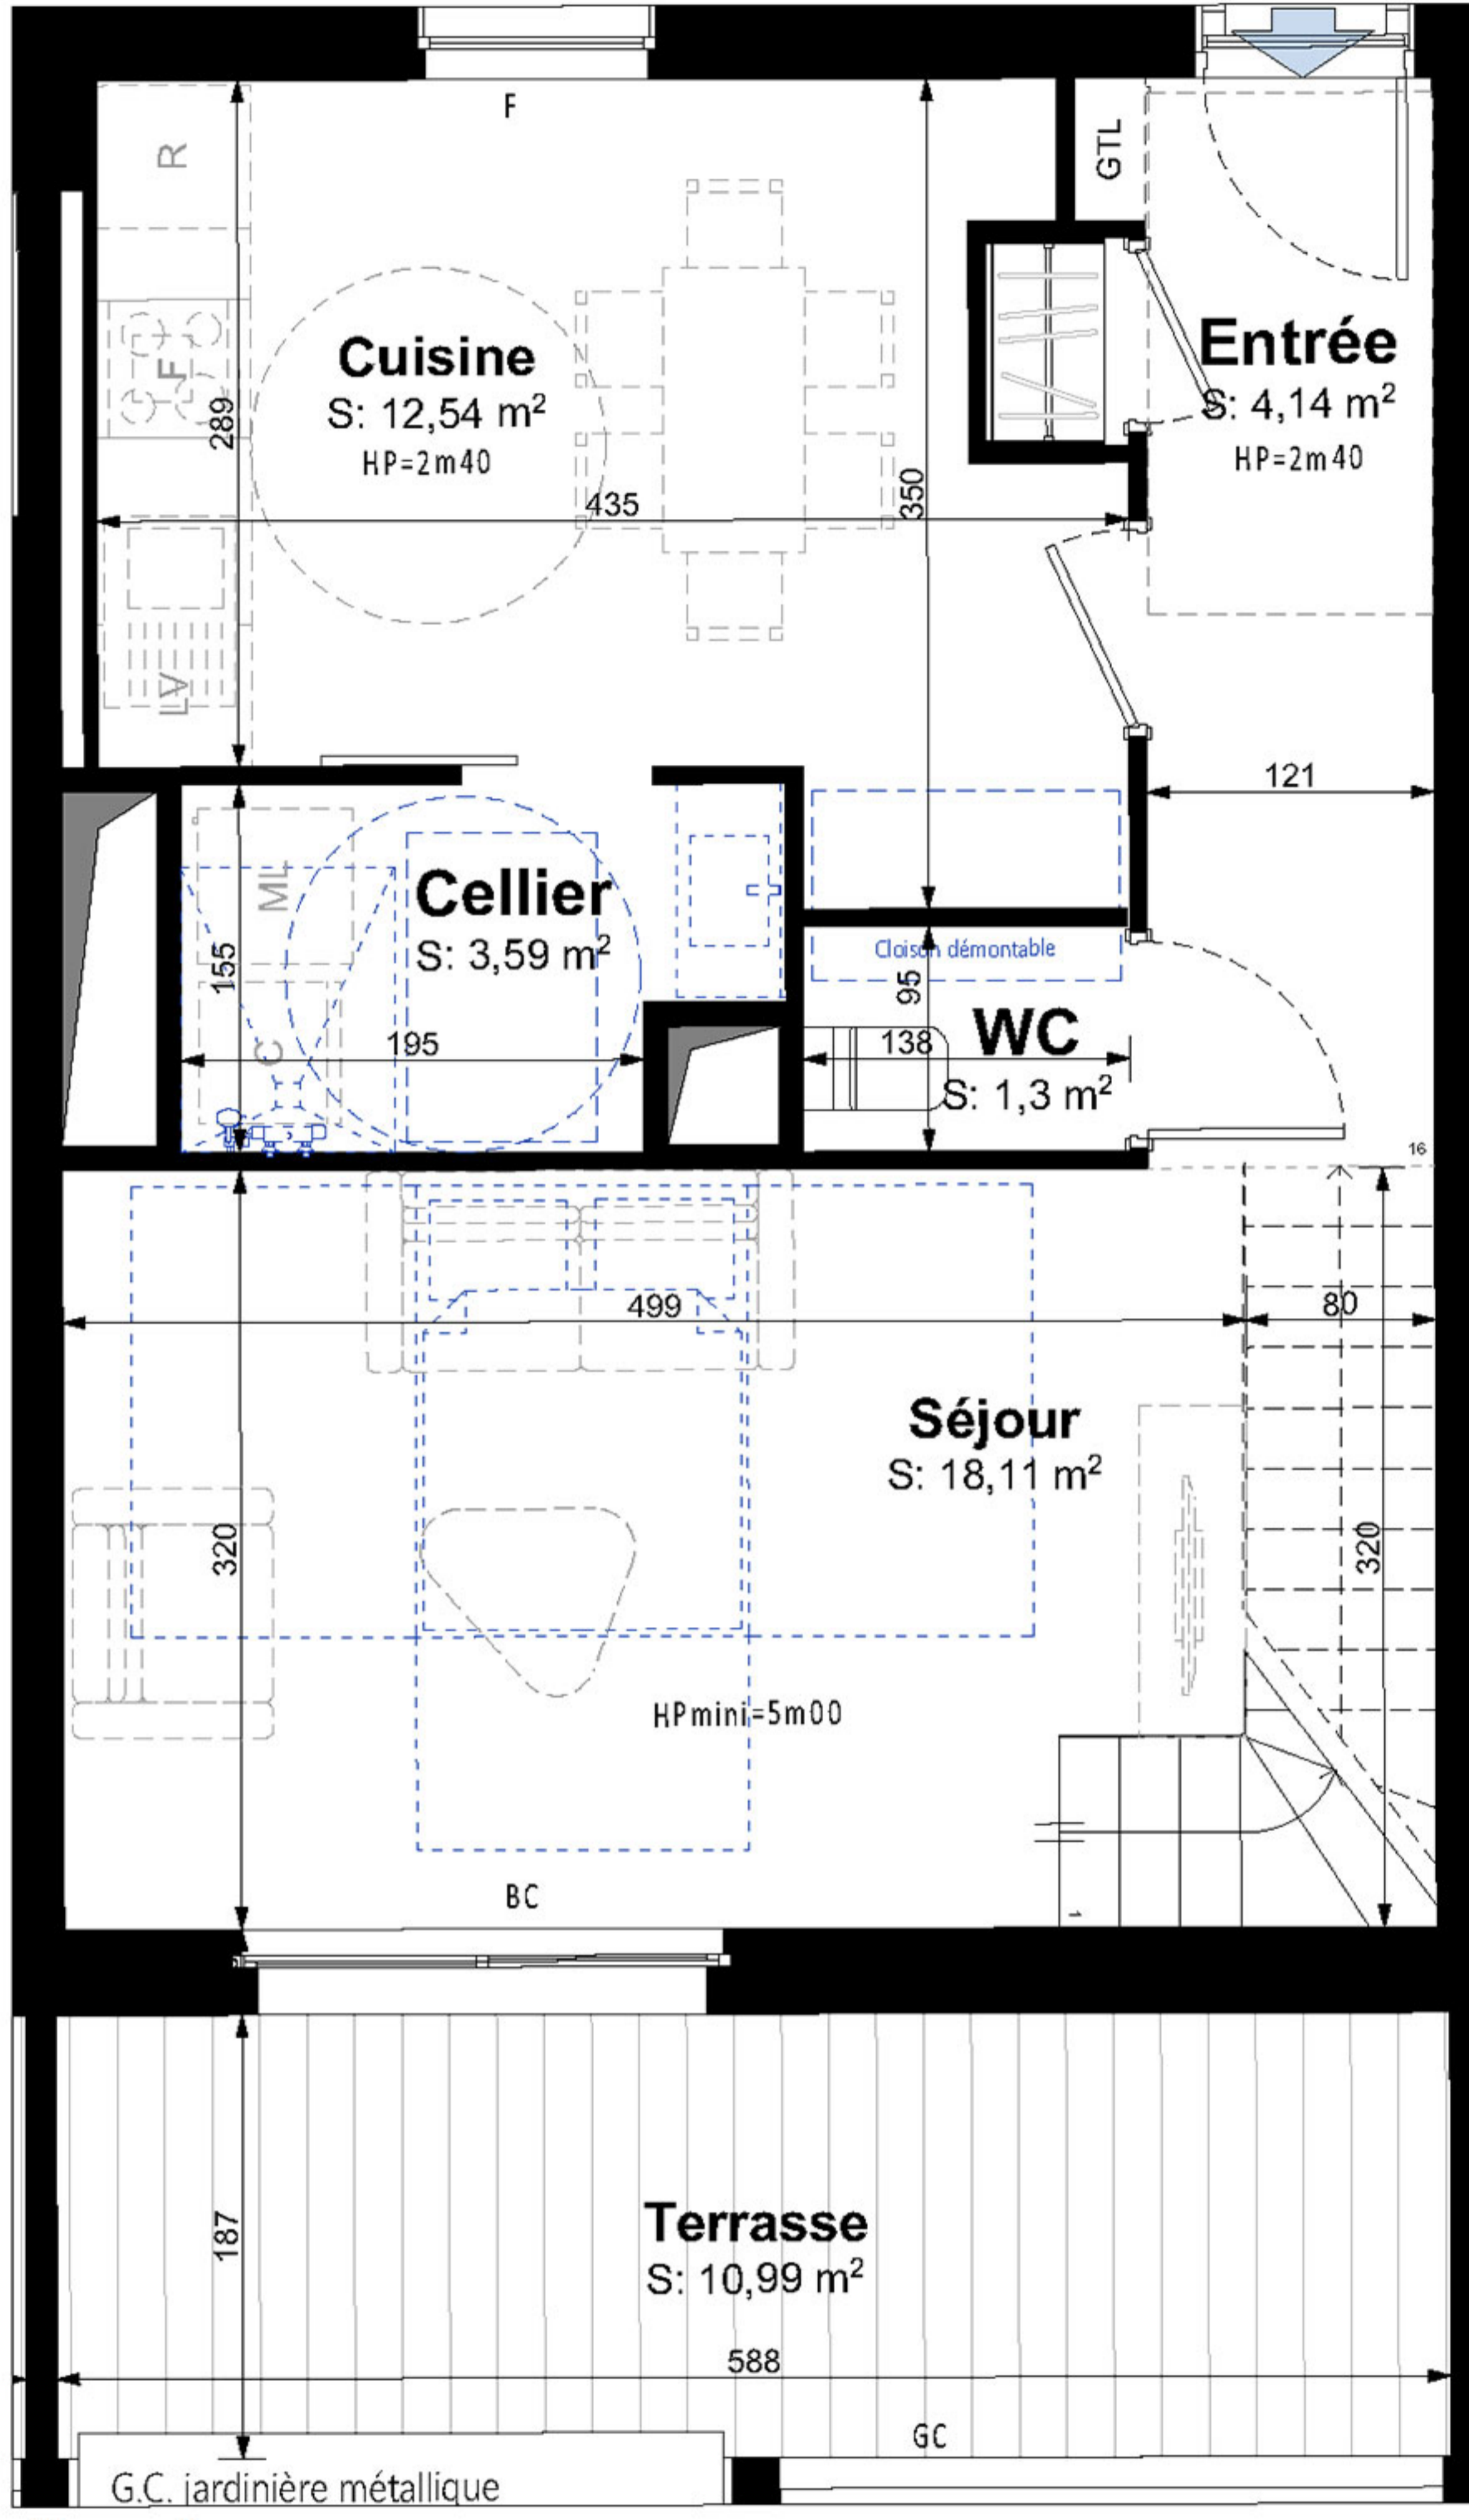 F
R
GTL
Cuisine
S: 12,54 m²
HP=2m40
F
289
435
350
Entrée
S: 4,14 m²
HP=2m40
LV
121
ML
Cellier
S: 3,59 m²
155
C
195
Cloison démontable
95
WC
138
S: 1,3 m²
16
499
80
Séjour
S: 18,11 m²
320
320
HPmini=5m00
1
BC
187
Terrasse
S: 10,99 m²
588
GC
G.C. jardinière métallique